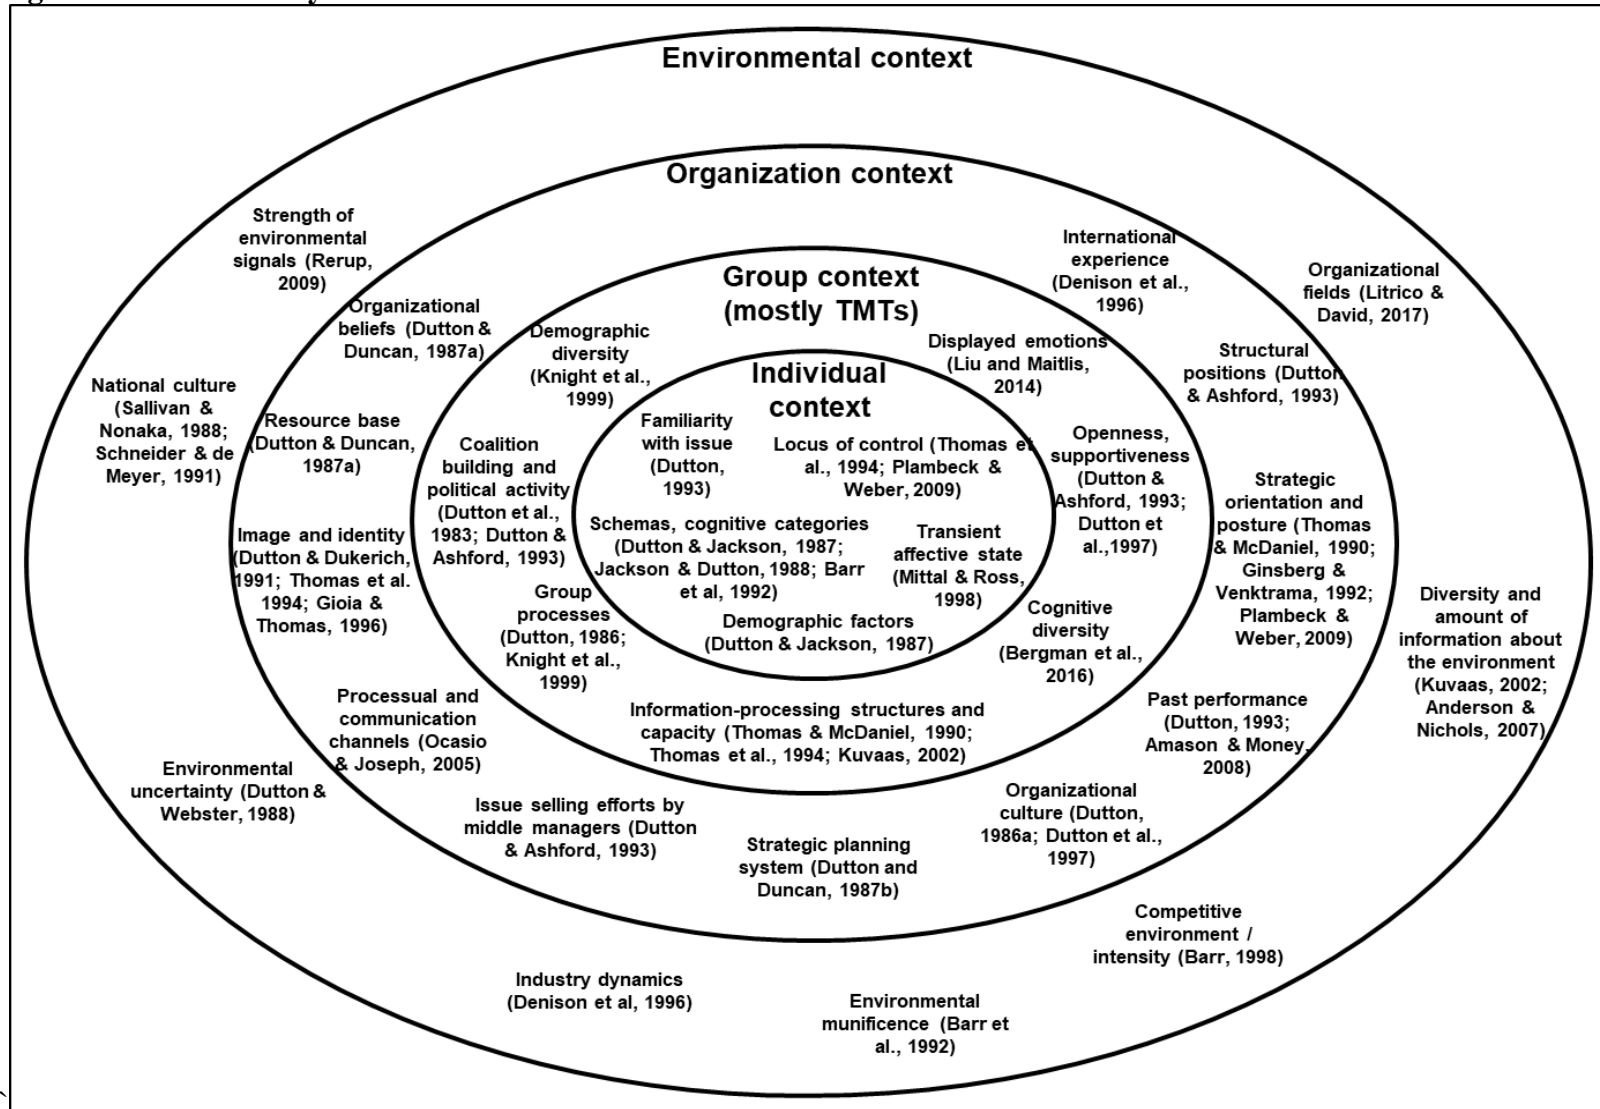 Environmental context
Organization context
Group context
(mostly TMTs)
Individual
context
Strength of
environmental
signals (Rerup,
2009)
National culture
(Sallivan &
Nonaka, 1988;
Schneider & de
Meyer, 1991)
Environmental
uncertainty (Dutton &
Webster, 1988)
Industry dynamics
(Denison et al, 1996)
Environmental
munificence (Barr et
al., 1992)
Competitive
environment /
intensity (Barr, 1998)
Diversity and
amount of
information about
the environment
(Kuvaas, 2002;
Anderson &
Nichols, 2007)
Organizational
fields (Litrico &
David, 2017)
Organizational
beliefs (Dutton &
Duncan, 1987a)
Resource base
(Dutton & Duncan,
1987a)
Image and identity
(Dutton & Dukerich,
1991; Thomas et al.
1994; Gioia &
Thomas, 1996)
Processual and
communication
channels (Ocasio
& Joseph, 2005)
Issue selling efforts by
middle managers (Dutton
& Ashford, 1993)
Strategic planning
system (Dutton and
Duncan, 1987b)
Organizational
culture (Dutton,
1986a; Dutton et al.,
1997)
Past performance
(Dutton, 1993;
Amason & Money,
2008)
Strategic
orientation and
posture (Thomas
& McDaniel, 1990;
Ginsberg &
Venktrama, 1992;
Plambeck &
Weber, 2009)
Structural
positions (Dutton
& Ashford, 1993)
International
experience
(Denison et al.,
1996)
Demographic
diversity
(Knight et al.,
1999)
Coalition
building and
political activity
(Dutton et al.,
1983; Dutton &
Ashford, 1993)
Group
processes
(Dutton, 1986;
Knight et al.,
1999)
Information-processing structures and
capacity (Thomas & McDaniel, 1990;
Thomas et al., 1994; Kuvaas, 2002)
Cognitive
diversity
(Bergman et al.,
2016)
Openness,
supportiveness
(Dutton &
Ashford, 1993;
Dutton et
al.,1997)
Displayed emotions
(Liu and Maitlis,
2014)
Familiarity
with issue
(Dutton,
1993)
Locus of control (Thomas et
al., 1994; Plambeck &
Weber, 2009)
Schemas, cognitive categories
(Dutton & Jackson, 1987;
Jackson & Dutton, 1988; Barr
et al, 1992)
Transient
affective state
(Mittal & Ross,
1998)
Demographic factors
(Dutton & Jackson, 1987)